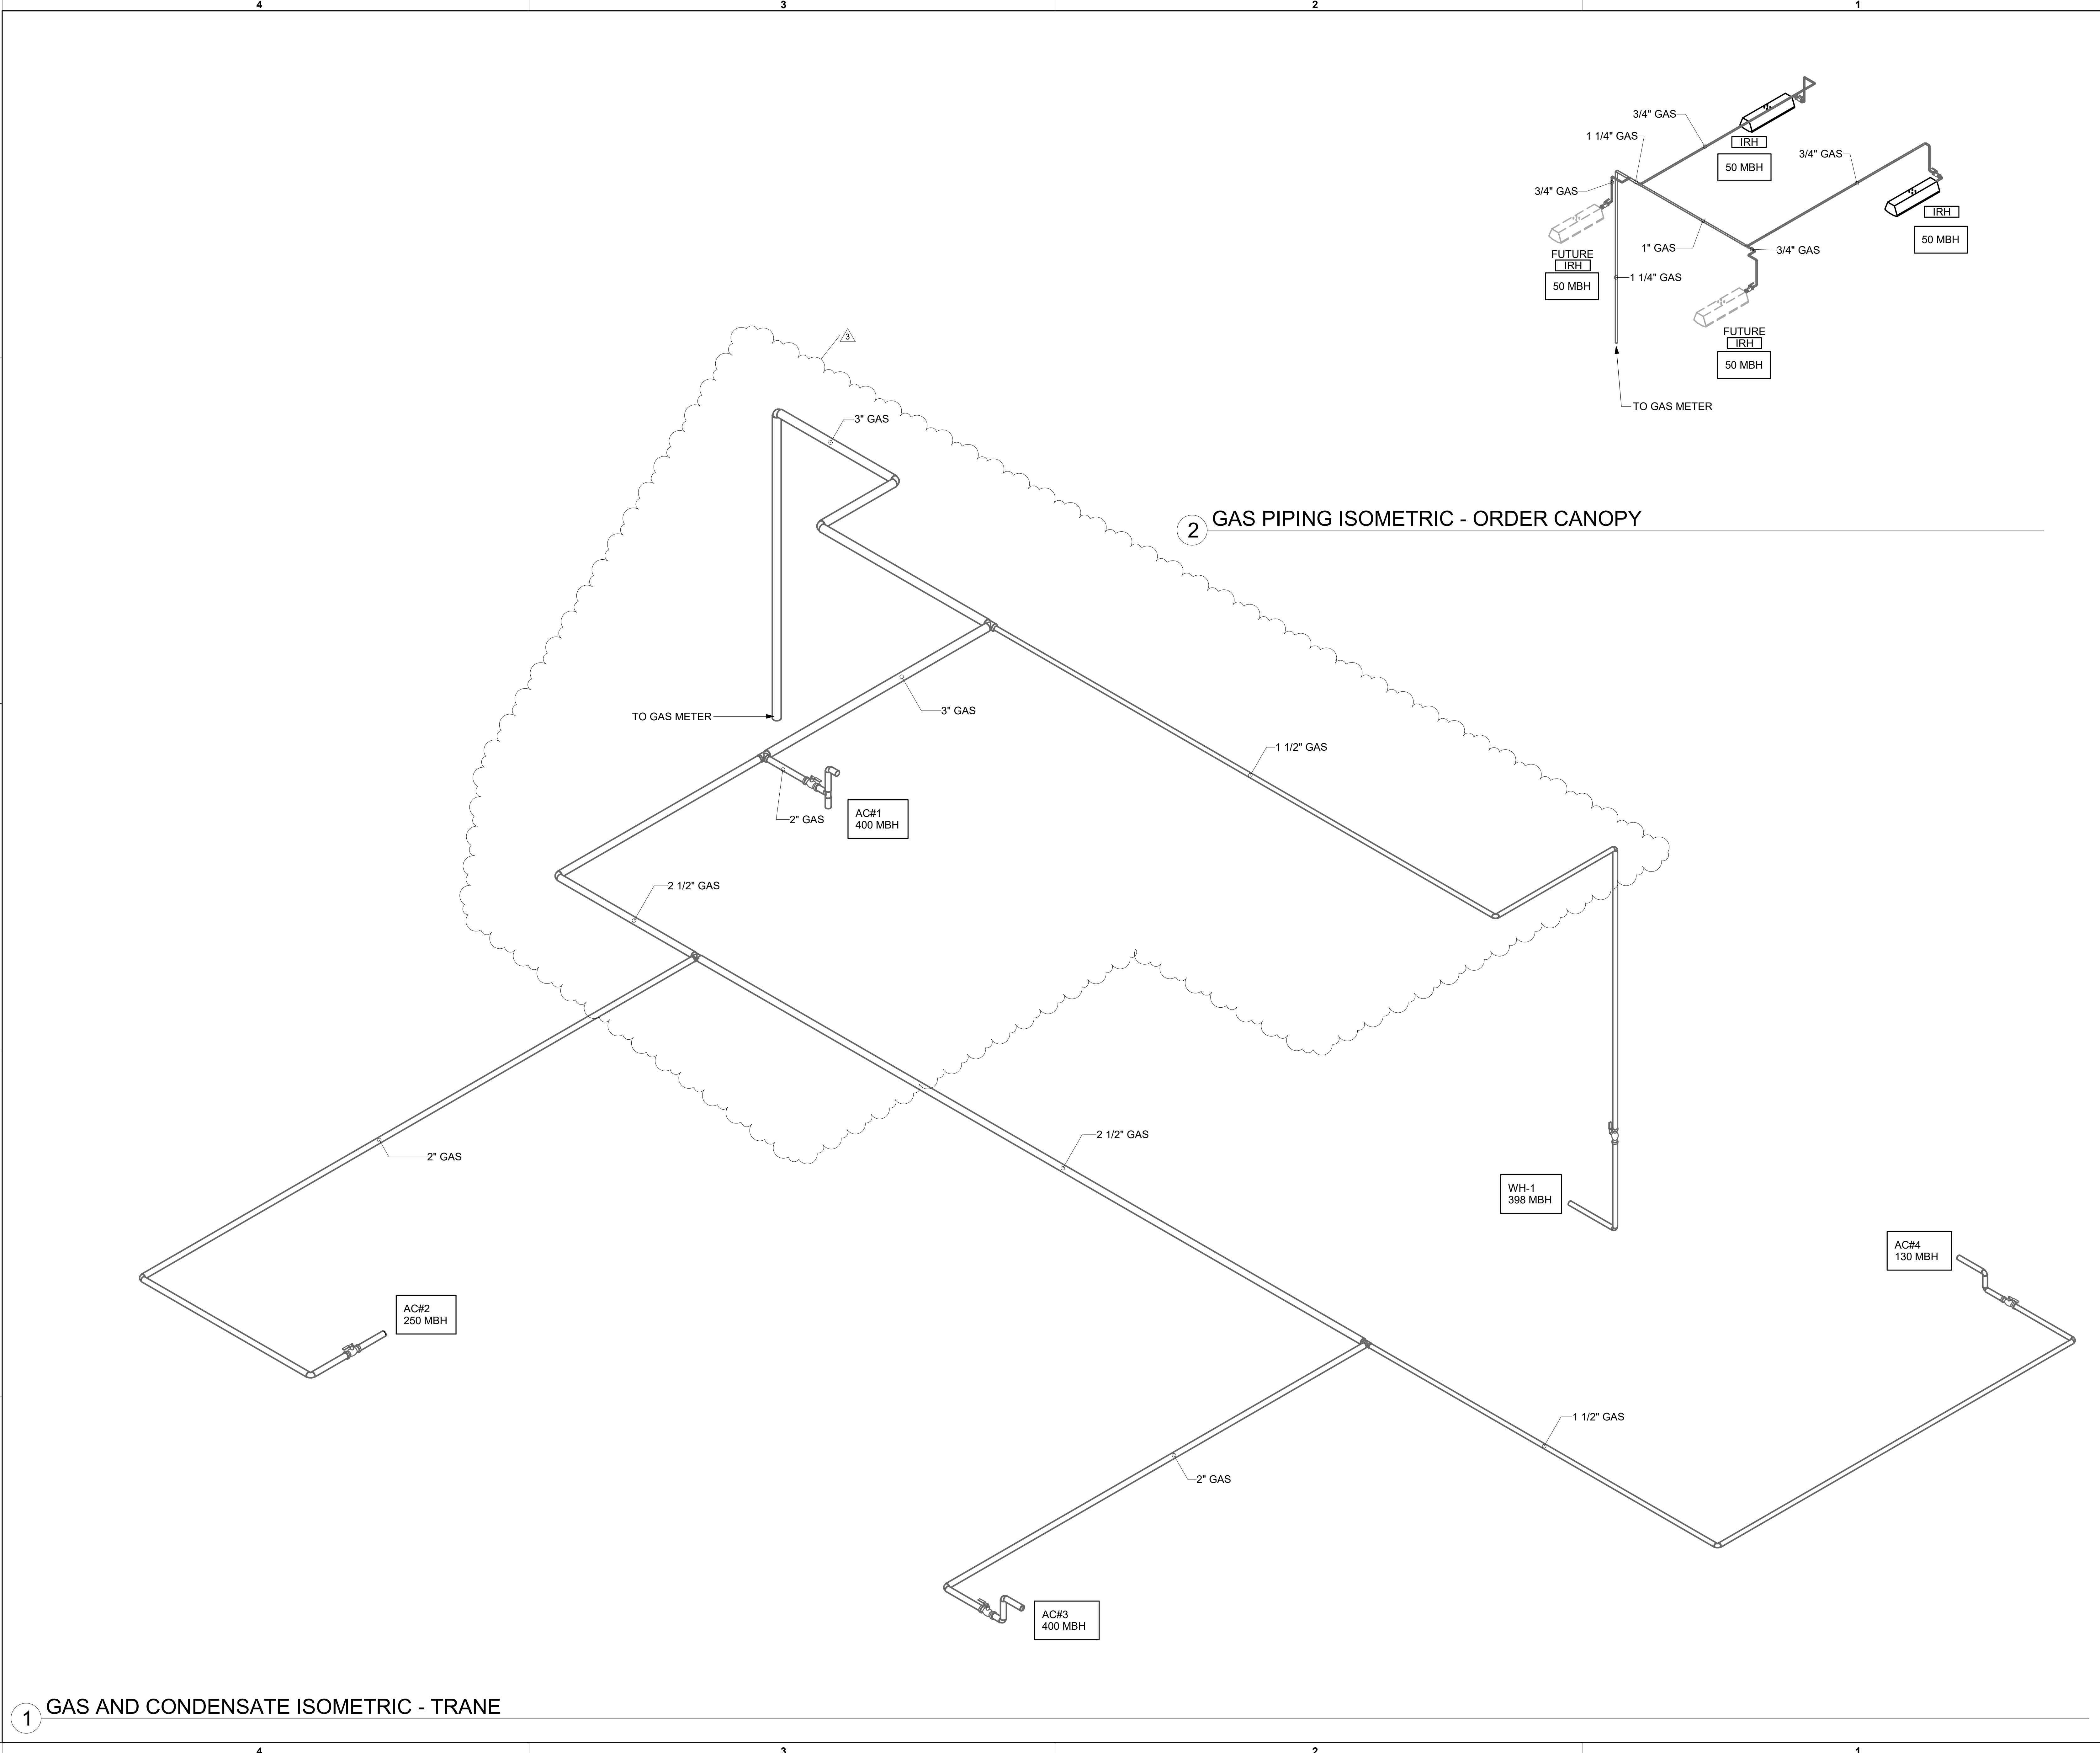 4 3 2 1
3/4" GAS
1 1/4" GAS
IRH
50 MBH
3/4" GAS
3/4" GAS
IRH
50 MBH
1" GAS
3/4" GAS
FUTURE
IRH
50 MBH
1 1/4" GAS
FUTURE
IRH
50 MBH
TO GAS METER
2 GAS PIPING ISOMETRIC - ORDER CANOPY
3
3" GAS
TO GAS METER
3" GAS
1 1/2" GAS
2" GAS
AC#1
400 MBH
2 1/2" GAS
2 1/2" GAS
2" GAS
WH-1
398 MBH
AC#4
130 MBH
AC#2
250 MBH
1 1/2" GAS
2" GAS
AC#3
400 MBH
1 GAS AND CONDENSATE ISOMETRIC - TRANE
4 3 2 1